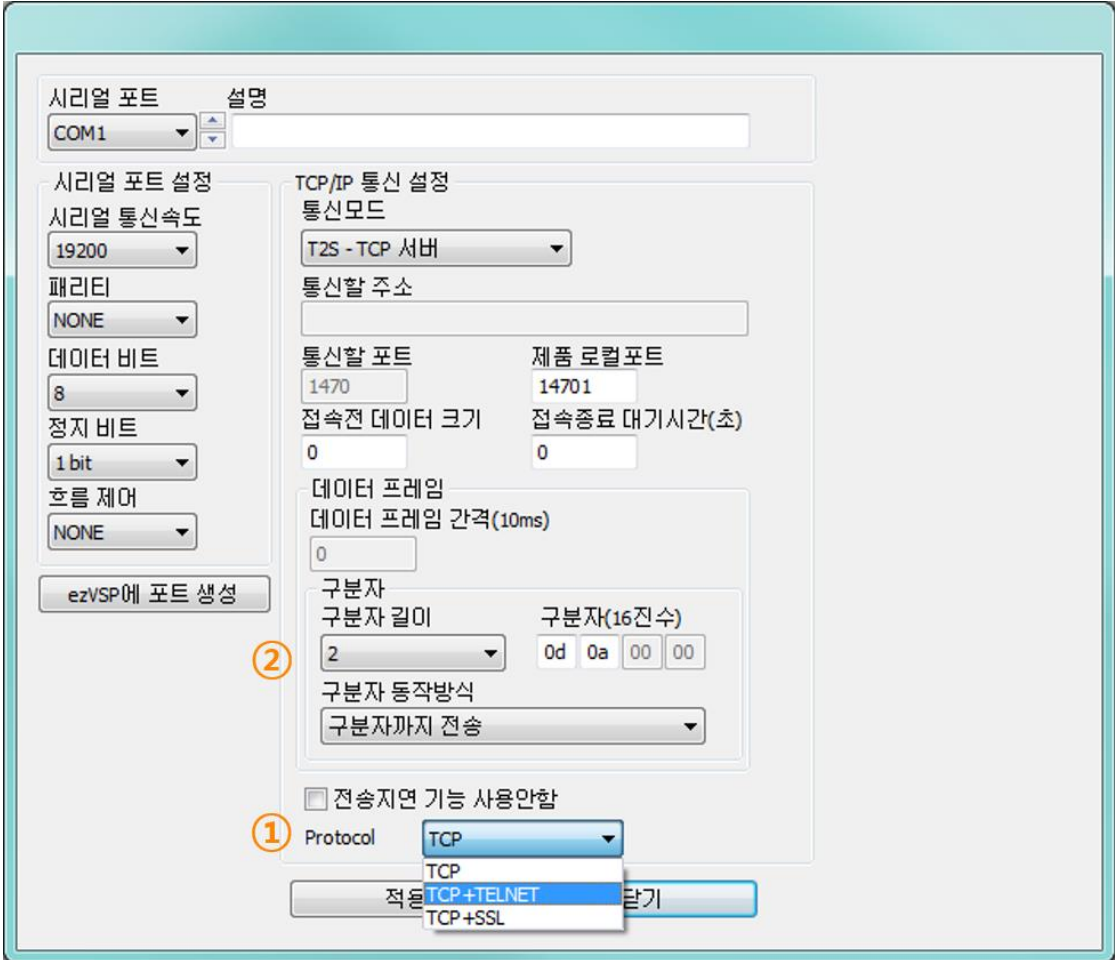 시리얼 포트 설명
COM1
시리얼 포트 설정
시리얼 통신속도
19200
패리티
NONE
데이터 비트
8
정지 비트
1 bit
흐름 제어
NONE
ezVSP에 포트 생성
TCP/IP 통신 설정
통신모드
T2S - TCP 서버
통신할 주소
통신할 포트 제품 로컬포트
1470 14701
접속전 데이터 크기 접속종료 대기시간(초)
0 0
데이터 프레임
데이터 프레임 간격(10ms)
0
구분자
구분자 길이 구분자(16진수)
② 2 0d 0a 00 00
구분자 동작방식
구분자까지 전송
전송지연 기능 사용안함
① Protocol TCP
TCP
TCP+TELNET
TCP+SSL
적용 닫기